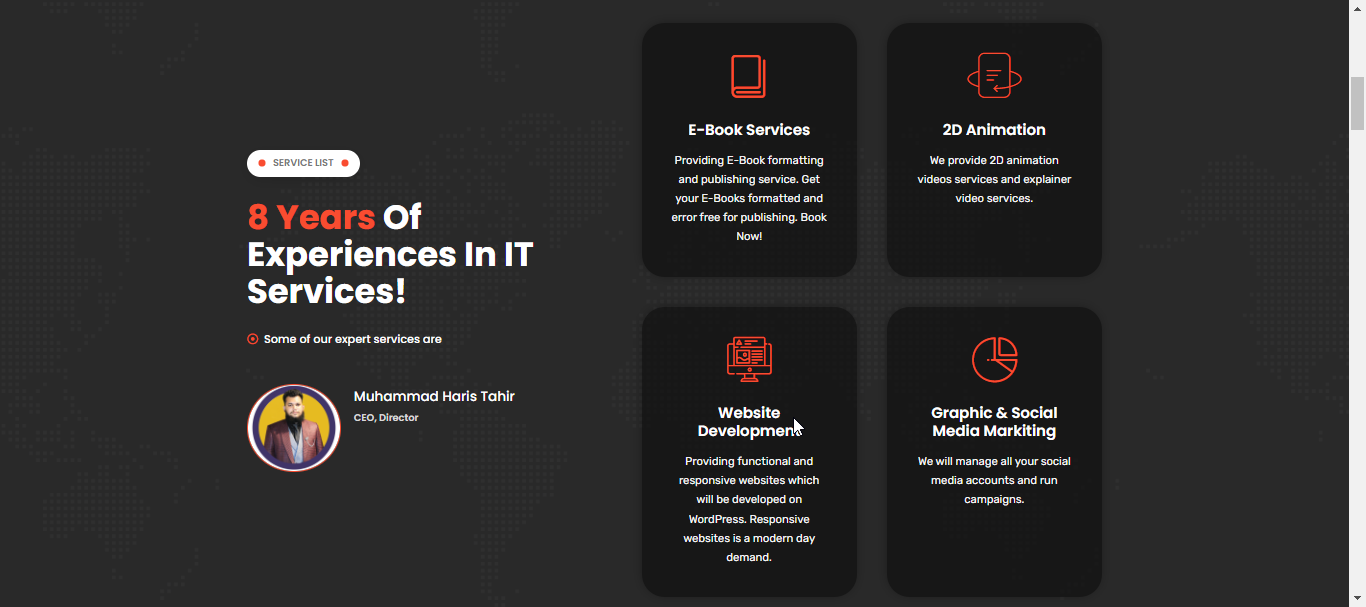 SERVICE LIST
8 Years Of
Experiences In IT
Services!
Some of our expert services are
Muhammad Haris Tahir
CEO, Director
E-Book Services
Providing E-Book formatting
and publishing service. Get
your E-Books formatted and
error free for publishing. Book
Now!
2D Animation
We provide 2D animation
videos services and explainer
video services.
Website
Development
Providing functional and
responsive websites which
will be developed on
WordPress. Responsive
websites is a modern day
demand.
Graphic & Social
Media Markiting
We will manage all your social
media accounts and run
campaigns.